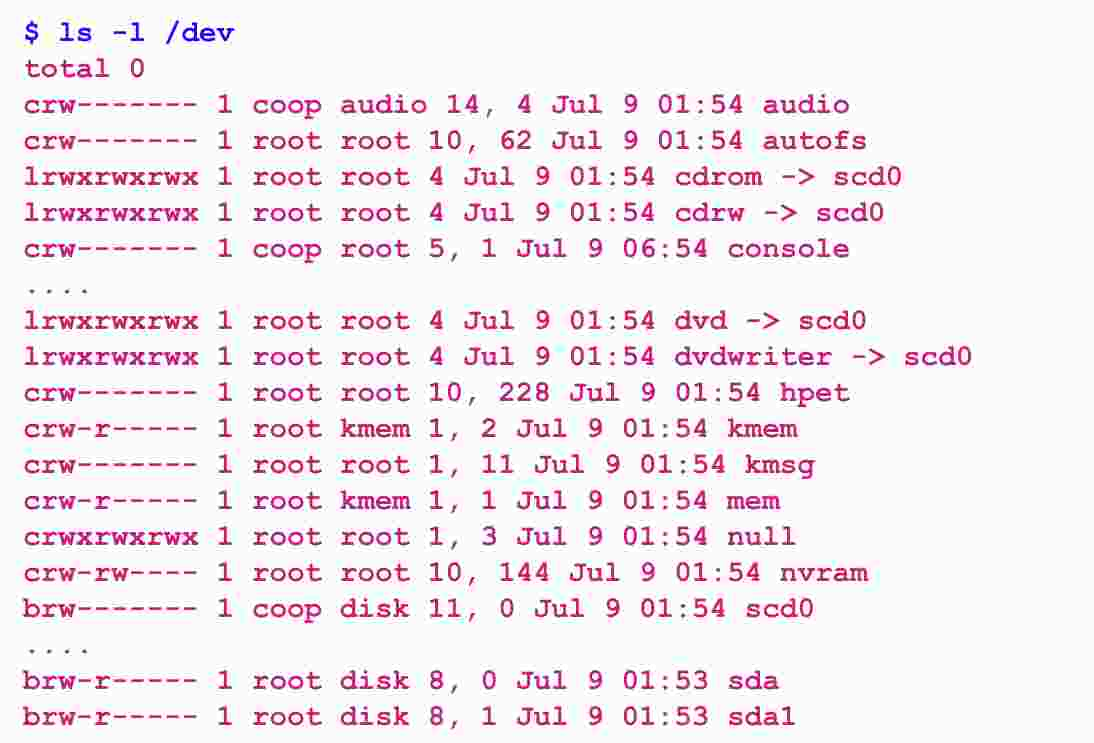 $ ls -l /dev
total 0
crw------- 1 coop audio 14, 4 Jul 9 01:54 audio
crw------- 1 root root 10, 62 Jul 9 01:54 autofs
lrwxrwxrwx 1 root root 4 Jul 9 01:54 cdrom -> scd0
lrwxrwxrwx 1 root root 4 Jul 9 01:54 cdrw -> scd0
crw------- 1 coop root 5, 1 Jul 9 06:54 console
....
lrwxrwxrwx 1 root root 4 Jul 9 01:54 dvd -> scd0
lrwxrwxrwx 1 root root 4 Jul 9 01:54 dvdwriter -> scd0
crw------- 1 root root 10, 228 Jul 9 01:54 hpet
crw-r----- 1 root kmem 1, 2 Jul 9 01:54 kmem
crw------- 1 root root 1, 11 Jul 9 01:54 kmsg
crw-r----- 1 root kmem 1, 1 Jul 9 01:54 mem
crwxrwxrwx 1 root root 1, 3 Jul 9 01:54 null
crw-rw---- 1 root root 10, 144 Jul 9 01:54 nvram
brw------- 1 coop disk 11, 0 Jul 9 01:54 scd0
....
brw-r----- 1 root disk 8, 0 Jul 9 01:53 sda
brw-r----- 1 root disk 8, 1 Jul 9 01:53 sda1